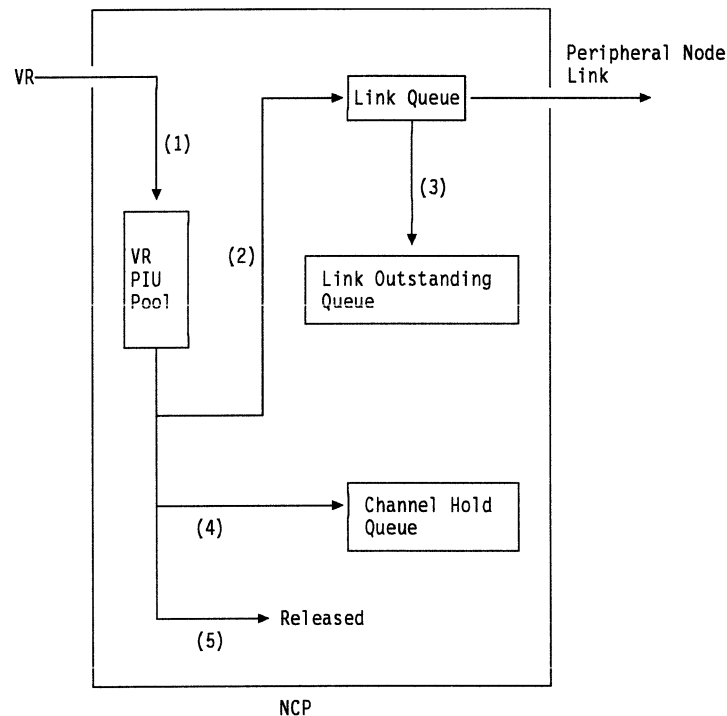 Peripheral Node
Link
VR
Link Queue
(1)
(3)
(2)
VR
PIU
Pool
Link Outstanding
Queue
Channel Hold
Queue
(4)
Released
(5)
NCP